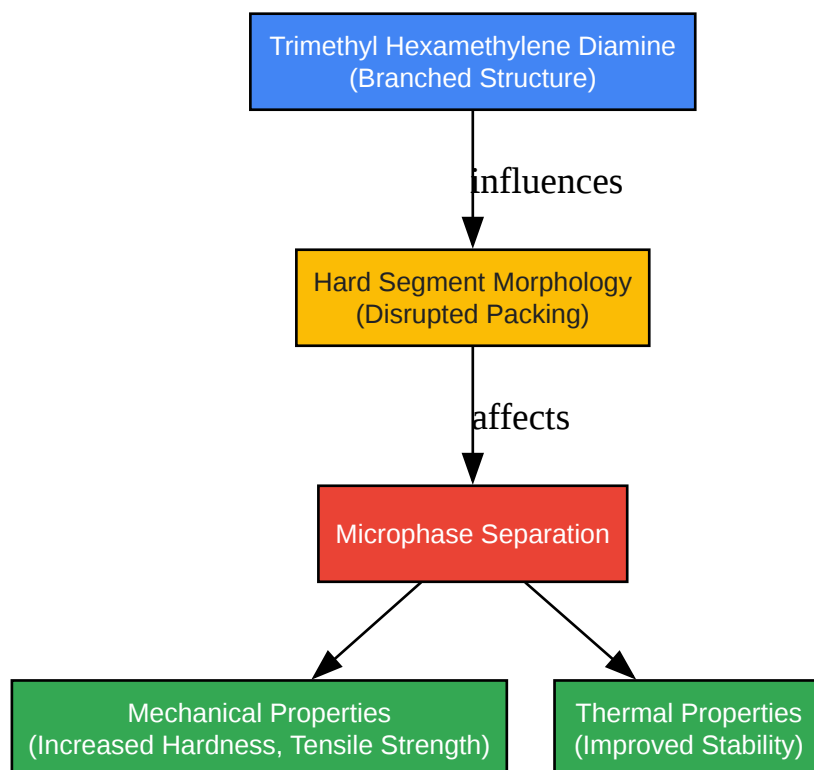 Trimethyl Hexamethylene Diamine
(Branched Structure)
influences
Hard Segment Morphology
(Disrupted Packing)
affects
Microphase Separation
Mechanical Properties
(Increased Hardness, Tensile Strength)
Thermal Properties
(Improved Stability)